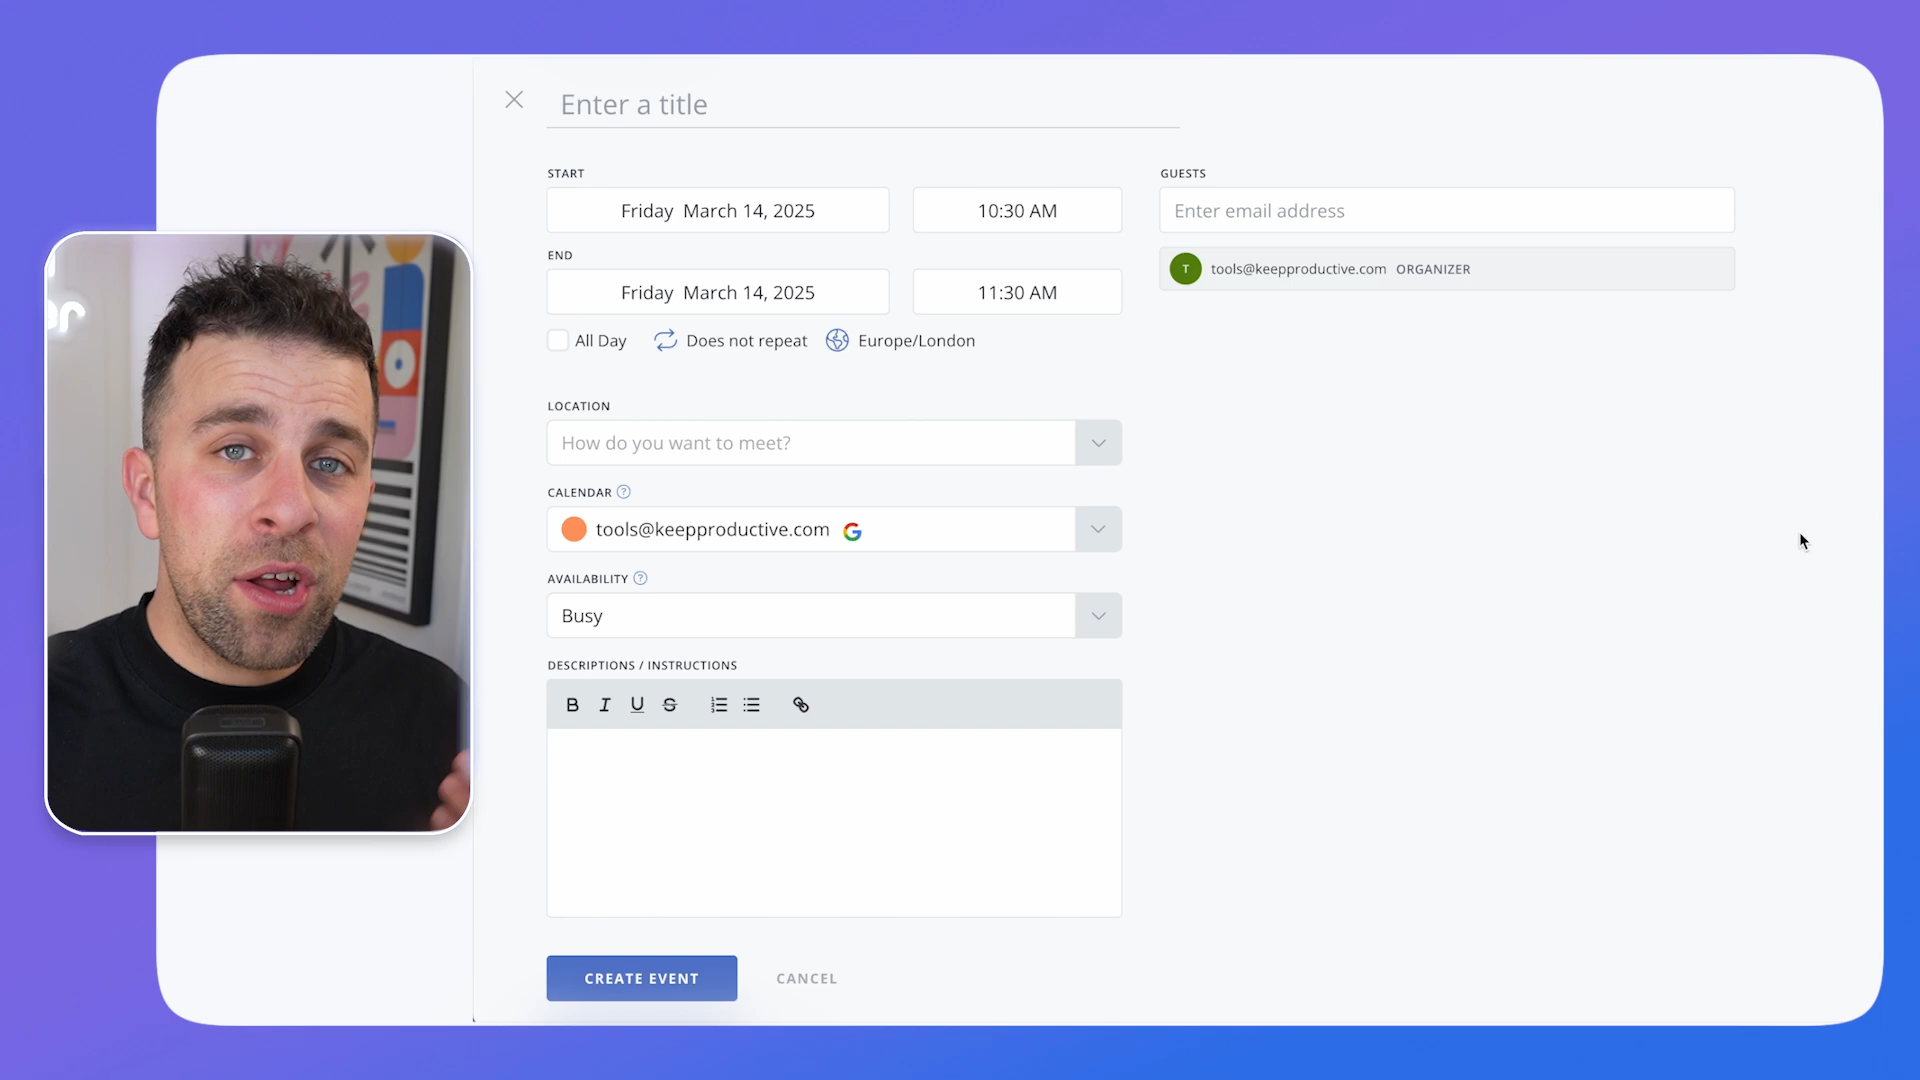 Enter a title
START
Friday March 14, 2025 10:30 AM
END
Friday March 14, 2025 11:30 AM
All Day Does not repeat Europe/London
GUESTS
Enter email address
T tools@keepproductive.com ORGANIZER
LOCATION
How do you want to meet?
CALENDAR ?
tools@keepproductive.com G
AVAILABILITY ?
Busy
DESCRIPTIONS / INSTRUCTIONS
B I U S
CREATE EVENT CANCEL
er